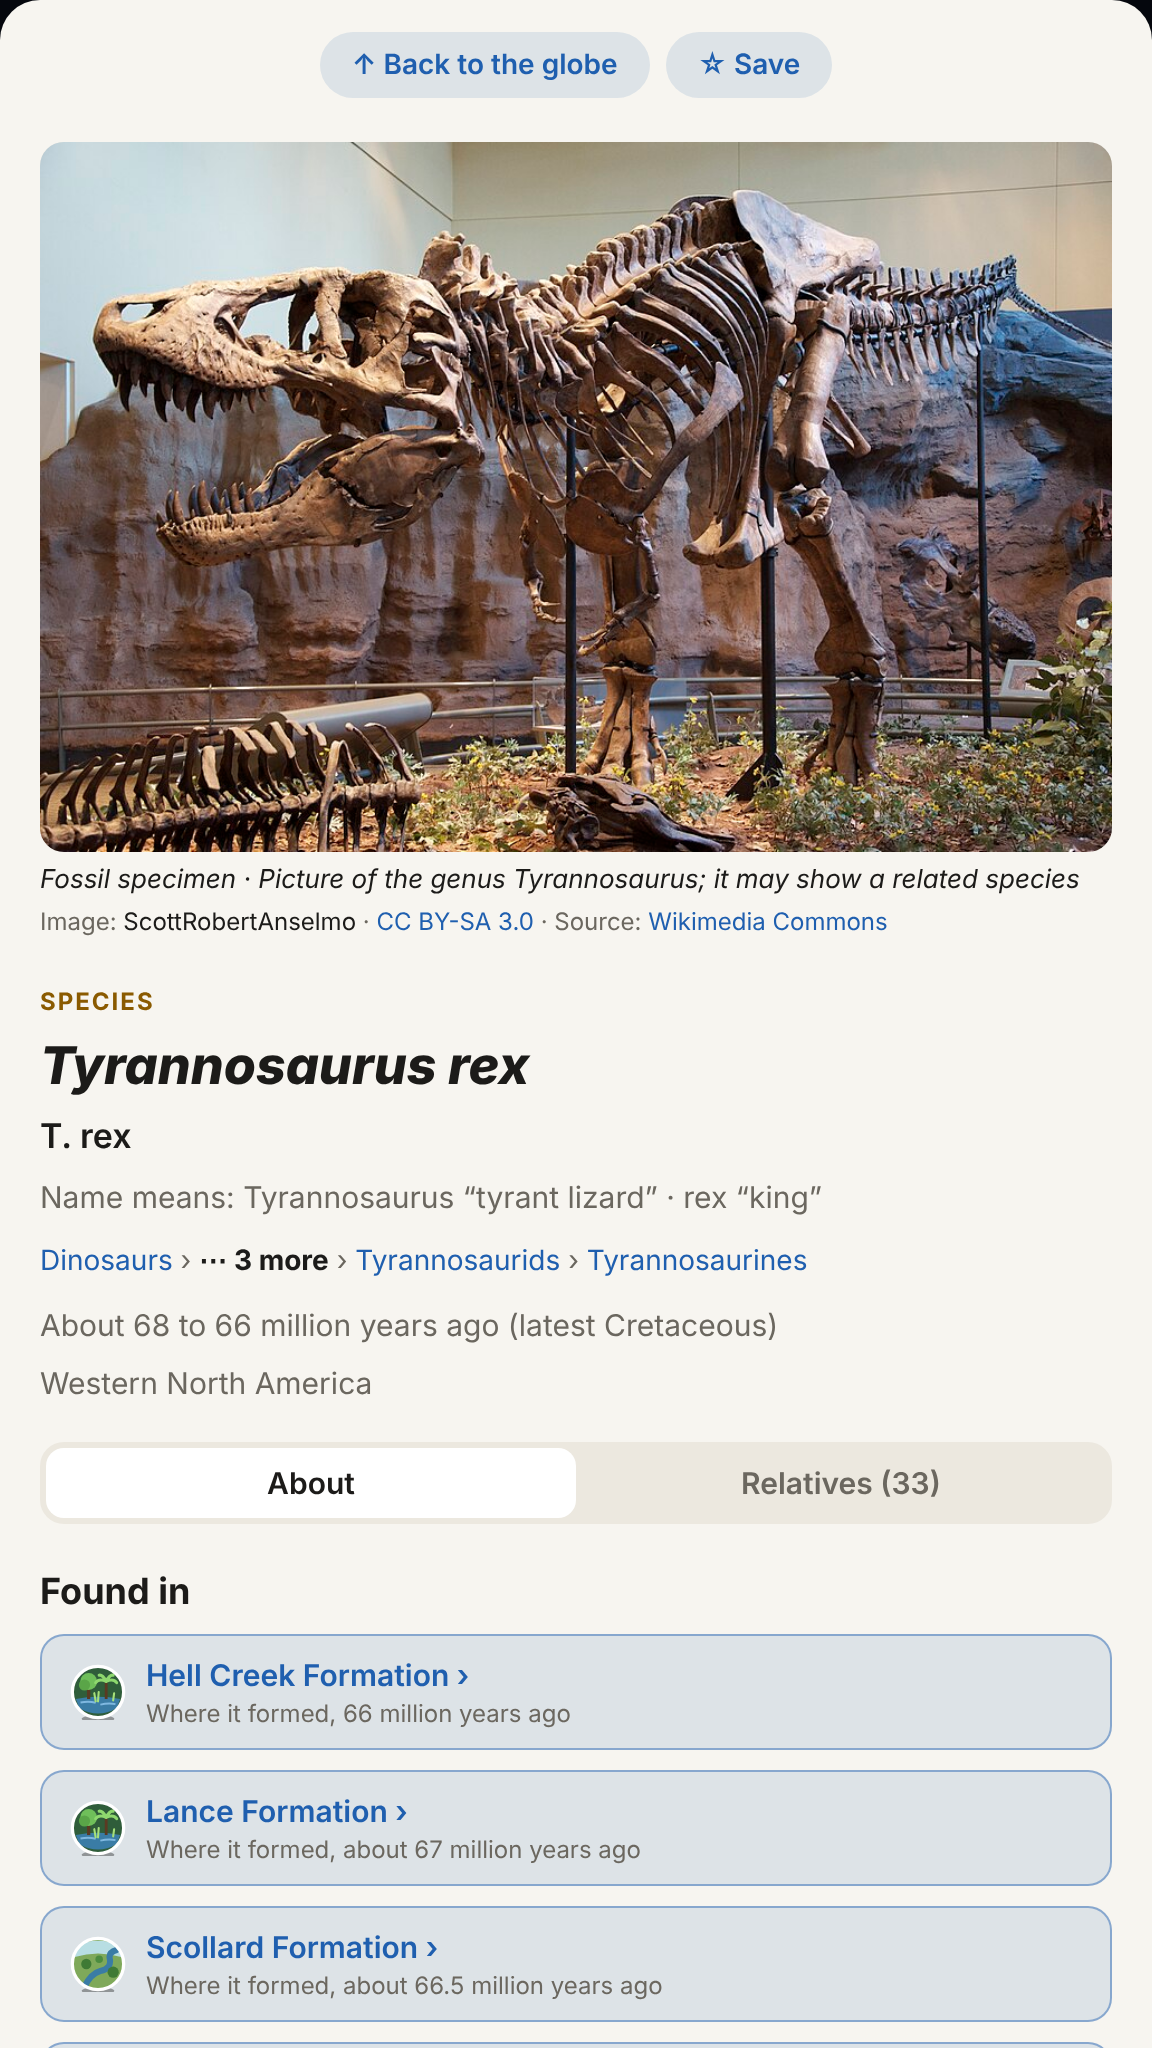 ↑ Back to the globe
☆ Save
Fossil specimen · Picture of the genus Tyrannosaurus; it may show a related species
Image: ScottRobertAnselmo · CC BY-SA 3.0 · Source: Wikimedia Commons
SPECIES
Tyrannosaurus rex
T. rex
Name means: Tyrannosaurus “tyrant lizard” · rex “king”
Dinosaurs › ··· 3 more › Tyrannosaurids › Tyrannosaurines
About 68 to 66 million years ago (latest Cretaceous)
Western North America
About
Relatives (33)
Found in
Hell Creek Formation ›
Where it formed, 66 million years ago
Lance Formation ›
Where it formed, about 67 million years ago
Scollard Formation ›
Where it formed, about 66.5 million years ago